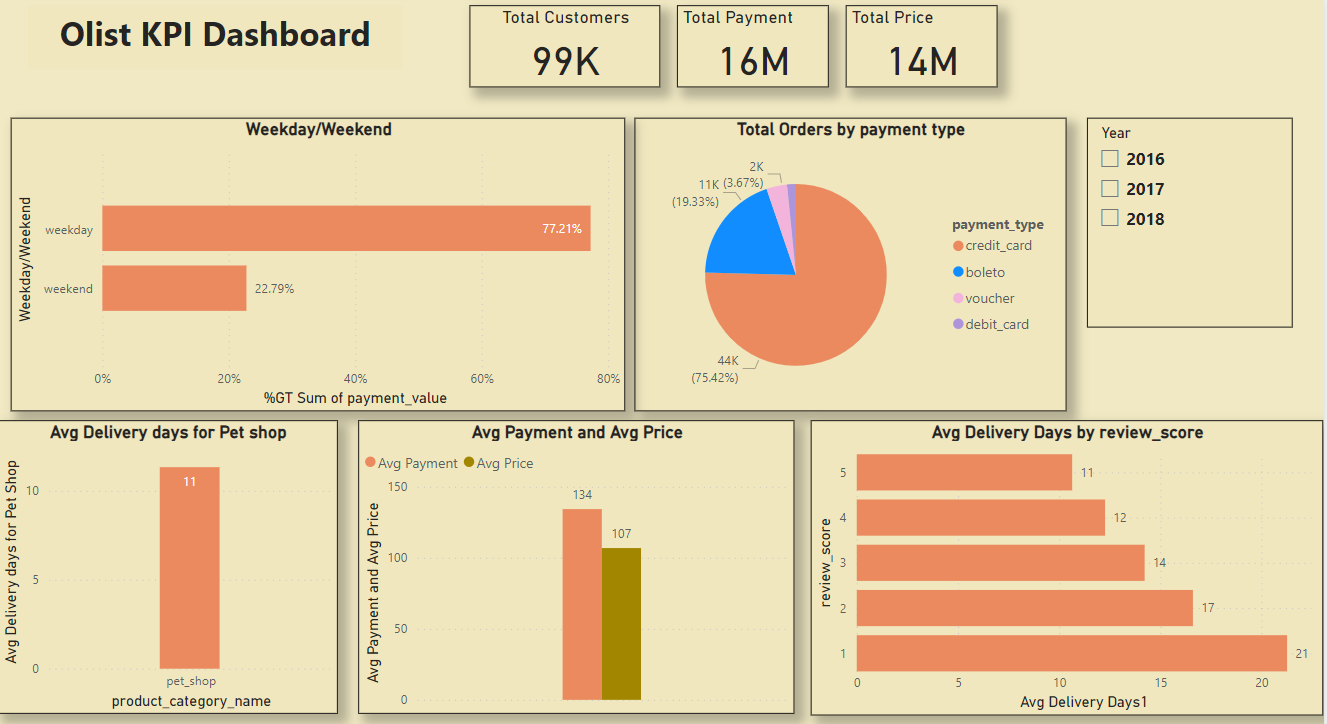 Olist KPI Dashboard
Total Customers
99K
Total Payment
16M
Total Price
14M
Weekday/Weekend
Weekday/Weekend
weekday
77.21%
weekend
22.79%
0%
20%
40%
60%
80%
%GT Sum of payment_value
Total Orders by payment type
2K
(3.67%)
11K
(19.33%)
44K
(75.42%)
payment_type
credit_card
boleto
voucher
debit_card
Year
2016
2017
2018
Avg Delivery days for Pet shop
Avg Delivery days for Pet Shop
10
5
0
11
pet_shop
product_category_name
Avg Payment and Avg Price
Avg Payment
Avg Price
Avg Payment and Avg Price
150
100
50
0
134
107
Avg Delivery Days by review_score
review_score
5
11
4
12
3
14
2
17
1
21
0
5
10
15
20
Avg Delivery Days1